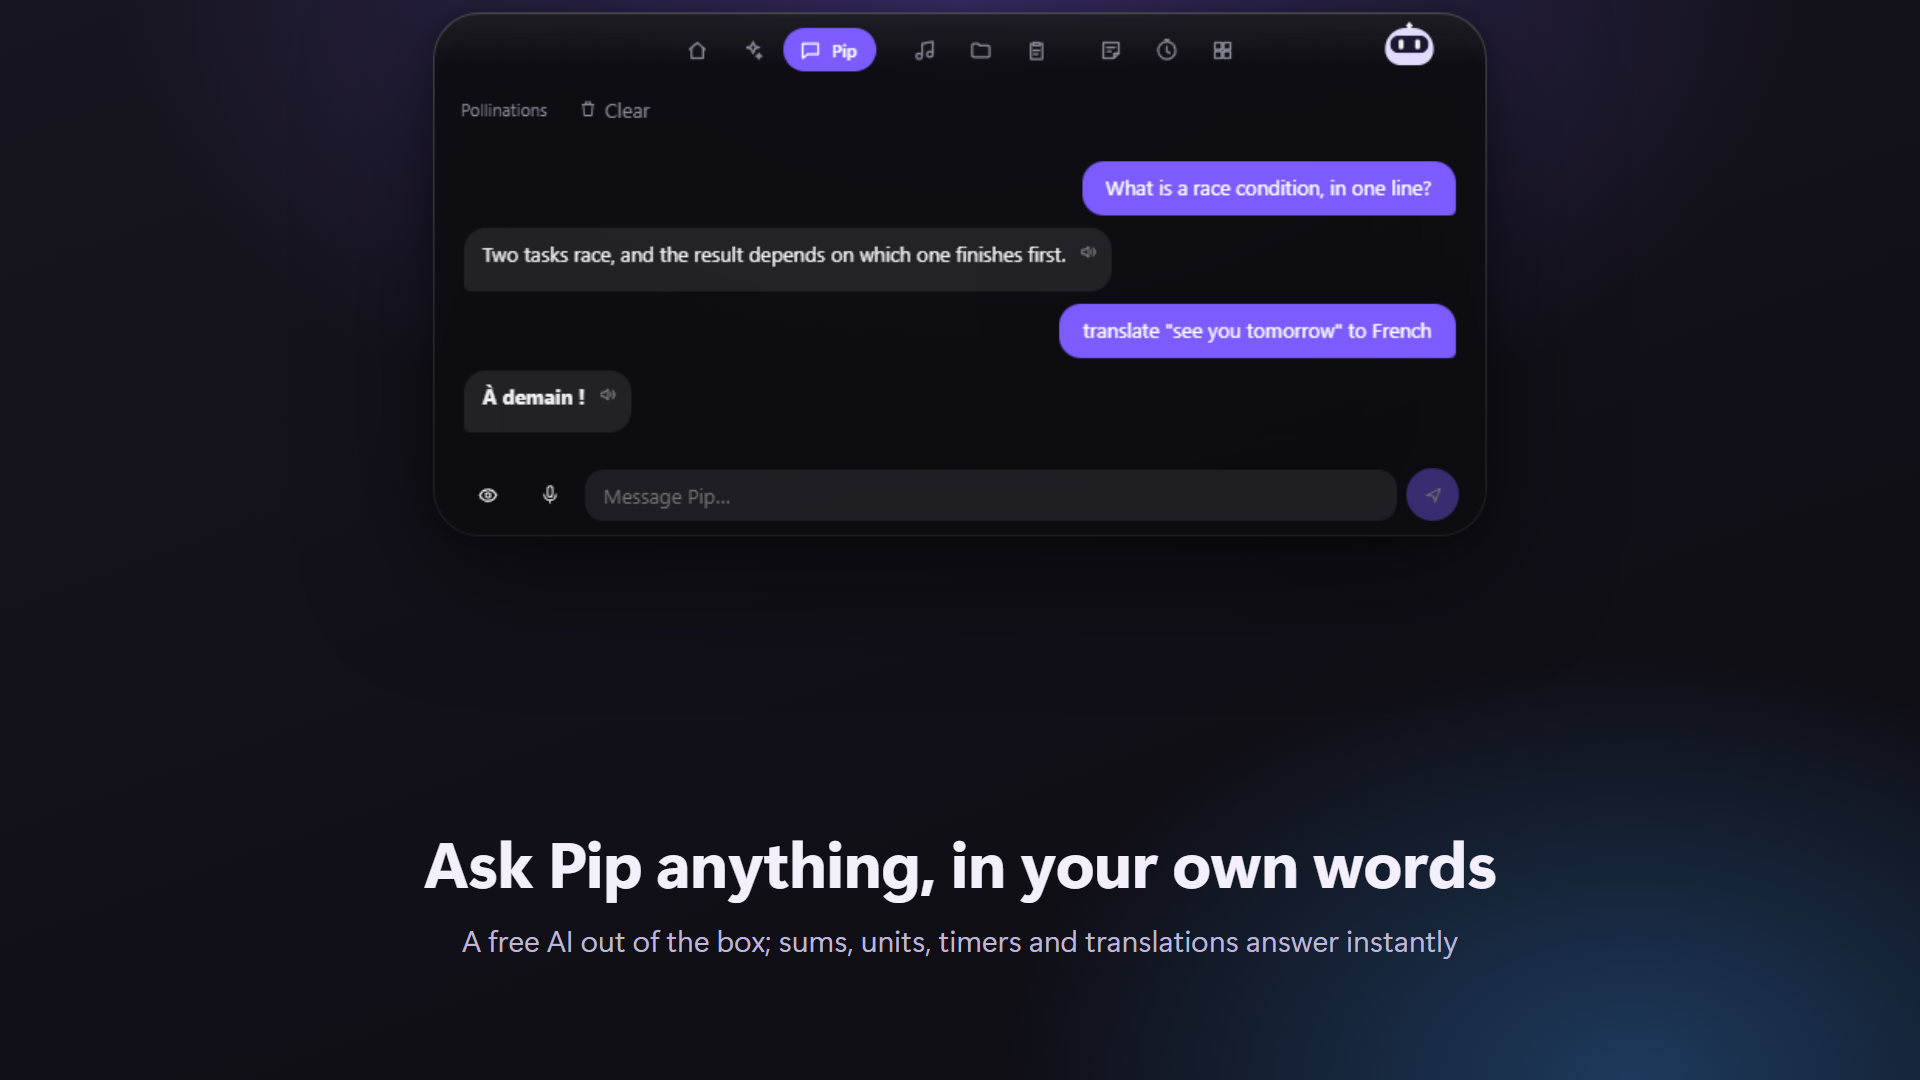 Pip
Pollinations
Clear
What is a race condition, in one line?
Two tasks race, and the result depends on which one finishes first.
translate "see you tomorrow" to French
À demain !
Message Pip...
Ask Pip anything, in your own words
A free AI out of the box; sums, units, timers and translations answer instantly